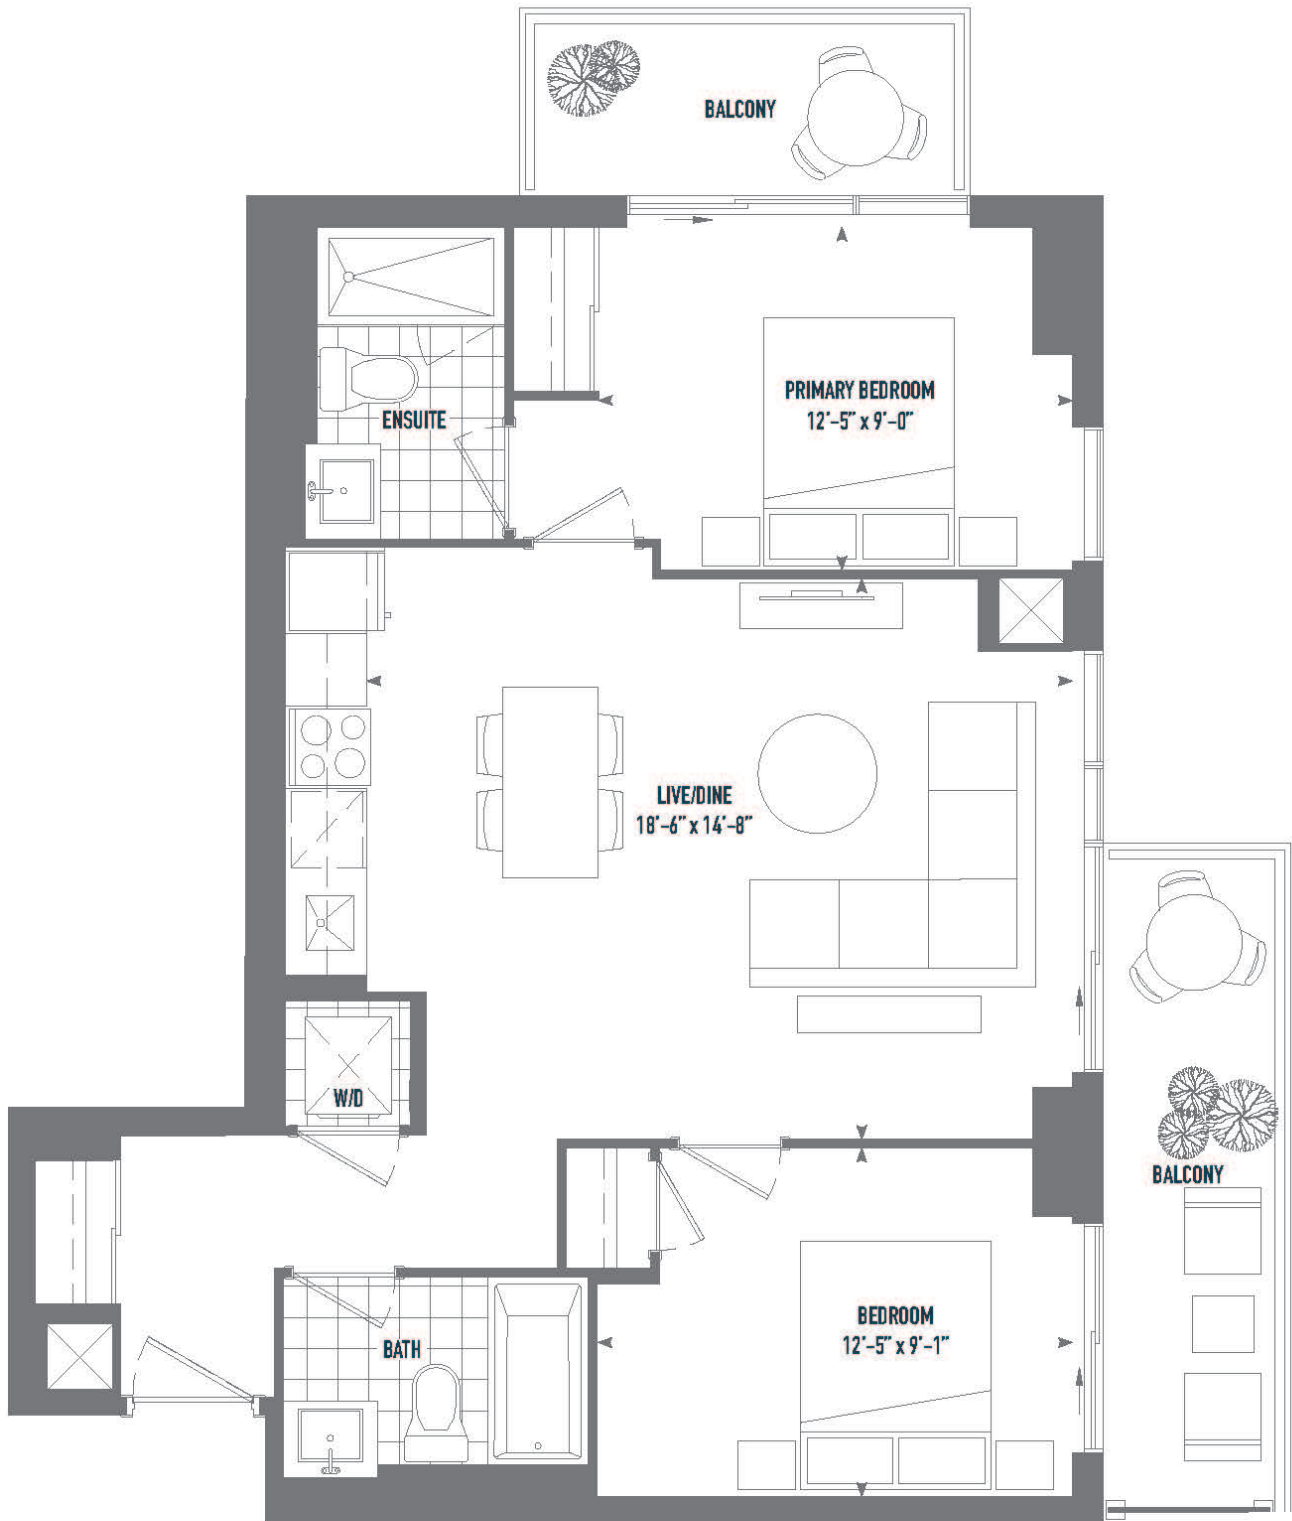 BALCONY
PRIMARY BEDROOM
12'-5" x 9'-0"
ENSUITE
LIVE/DINE
18'-6" x 14'-8"
W/D
BALCONY
BEDROOM
12'-5" x 9'-1"
BATH